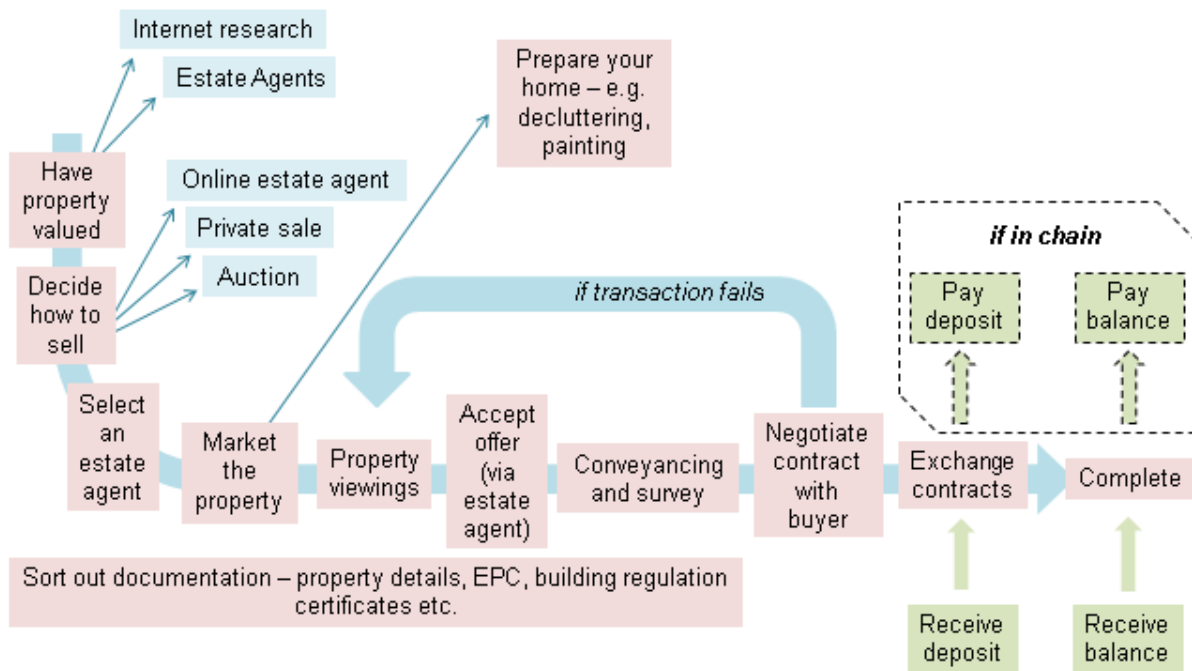 Internet research
Estate Agents
Prepare your
home – e.g.
decluttering,
painting
Have
property
valued
Online estate agent
Private sale
Auction
Decide
how to
sell
if transaction fails
if in chain
Pay
deposit
Pay
balance
Select
an
estate
agent
Market
the
property
Property
viewings
Accept
offer
(via
estate
agent)
Conveyancing
and survey
Negotiate
contract
with
buyer
Exchange
contracts
Complete
Sort out documentation – property details, EPC, building regulation
certificates etc.
Receive
deposit
Receive
balance